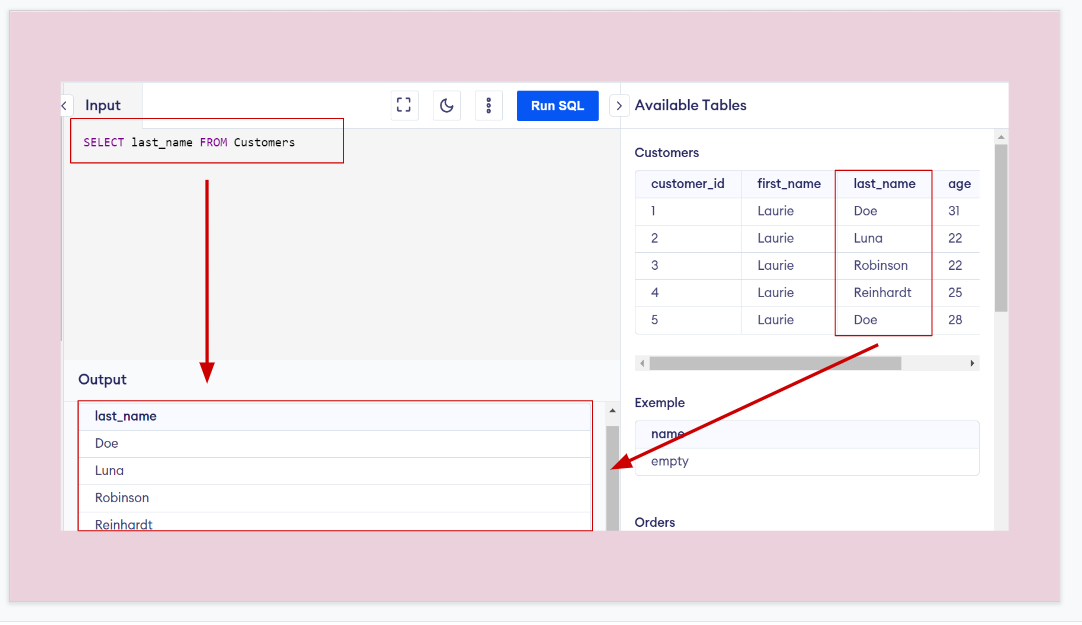 Input
Run SQL
SELECT last_name FROM Customers
Output
last_name
Doe
Luna
Robinson
Reinhardt
Available Tables
Customers
customer_id first_name last_name age
1 Laurie Doe 31
2 Laurie Luna 22
3 Laurie Robinson 22
4 Laurie Reinhardt 25
5 Laurie Doe 28
Exemple
name
empty
Orders